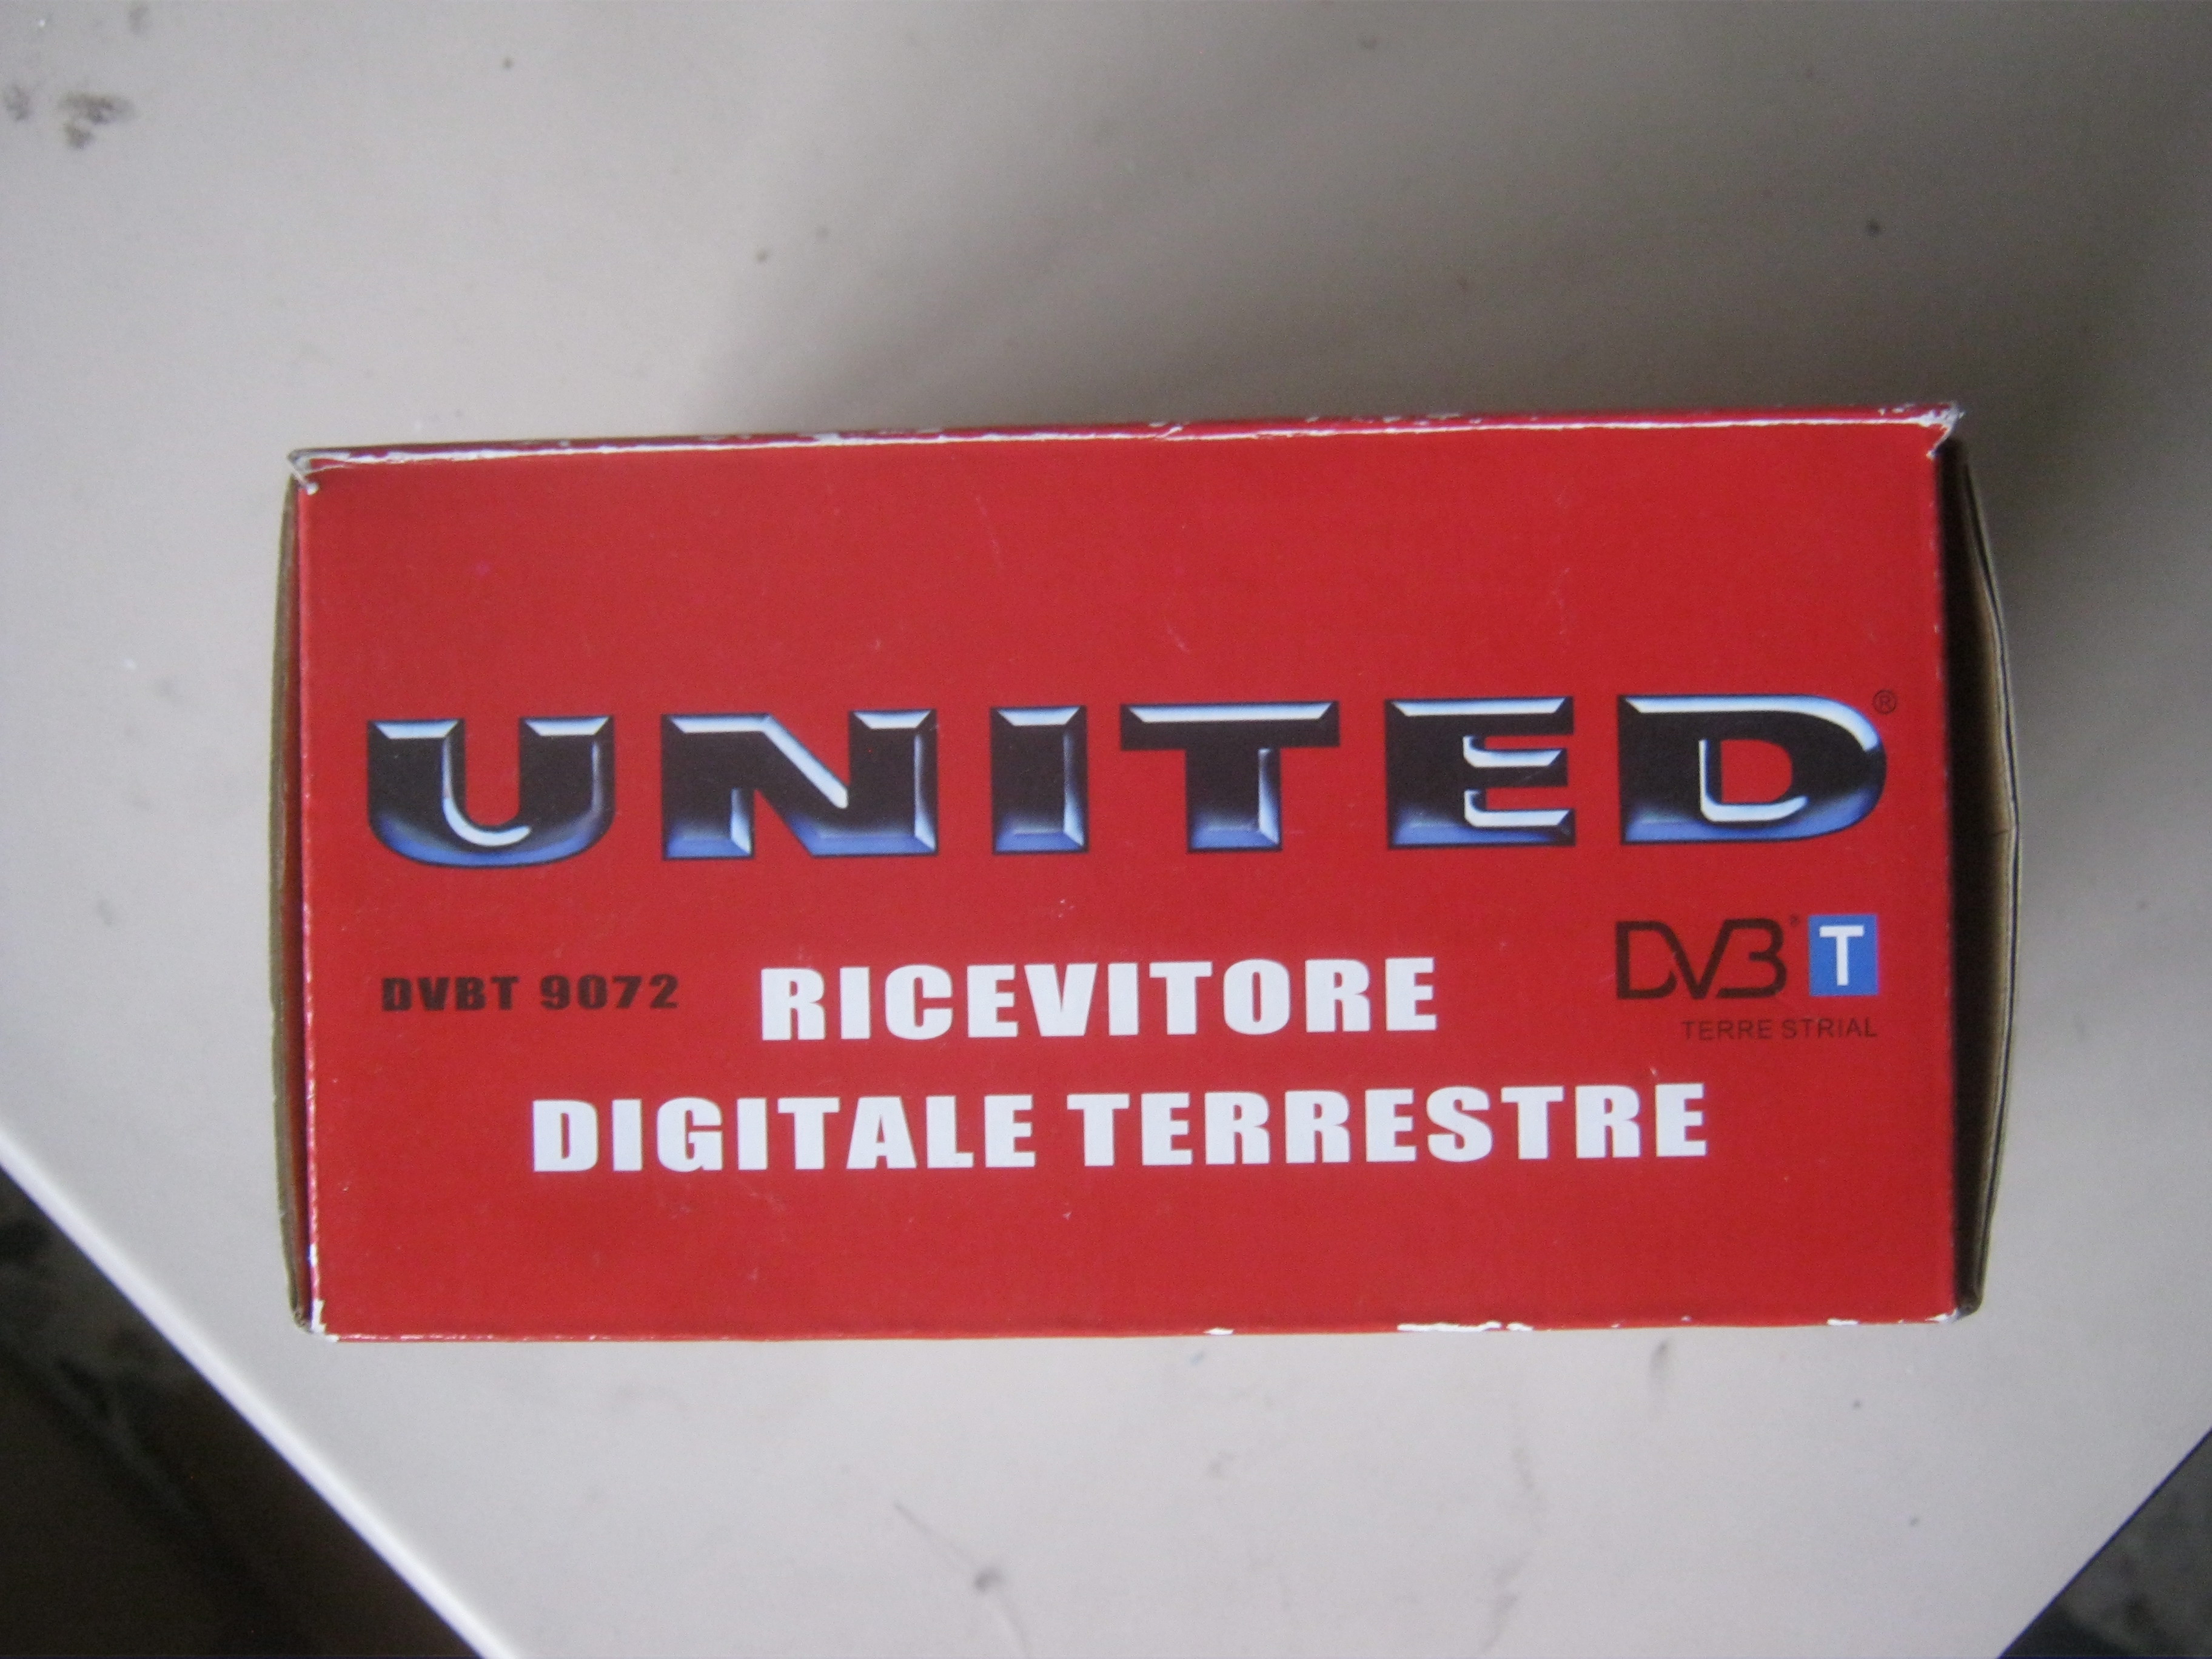 UNITED®
DVBT 9072
RICEVITORE
DIGITALE TERRESTRE
DVB® T
TERRE STRIAL